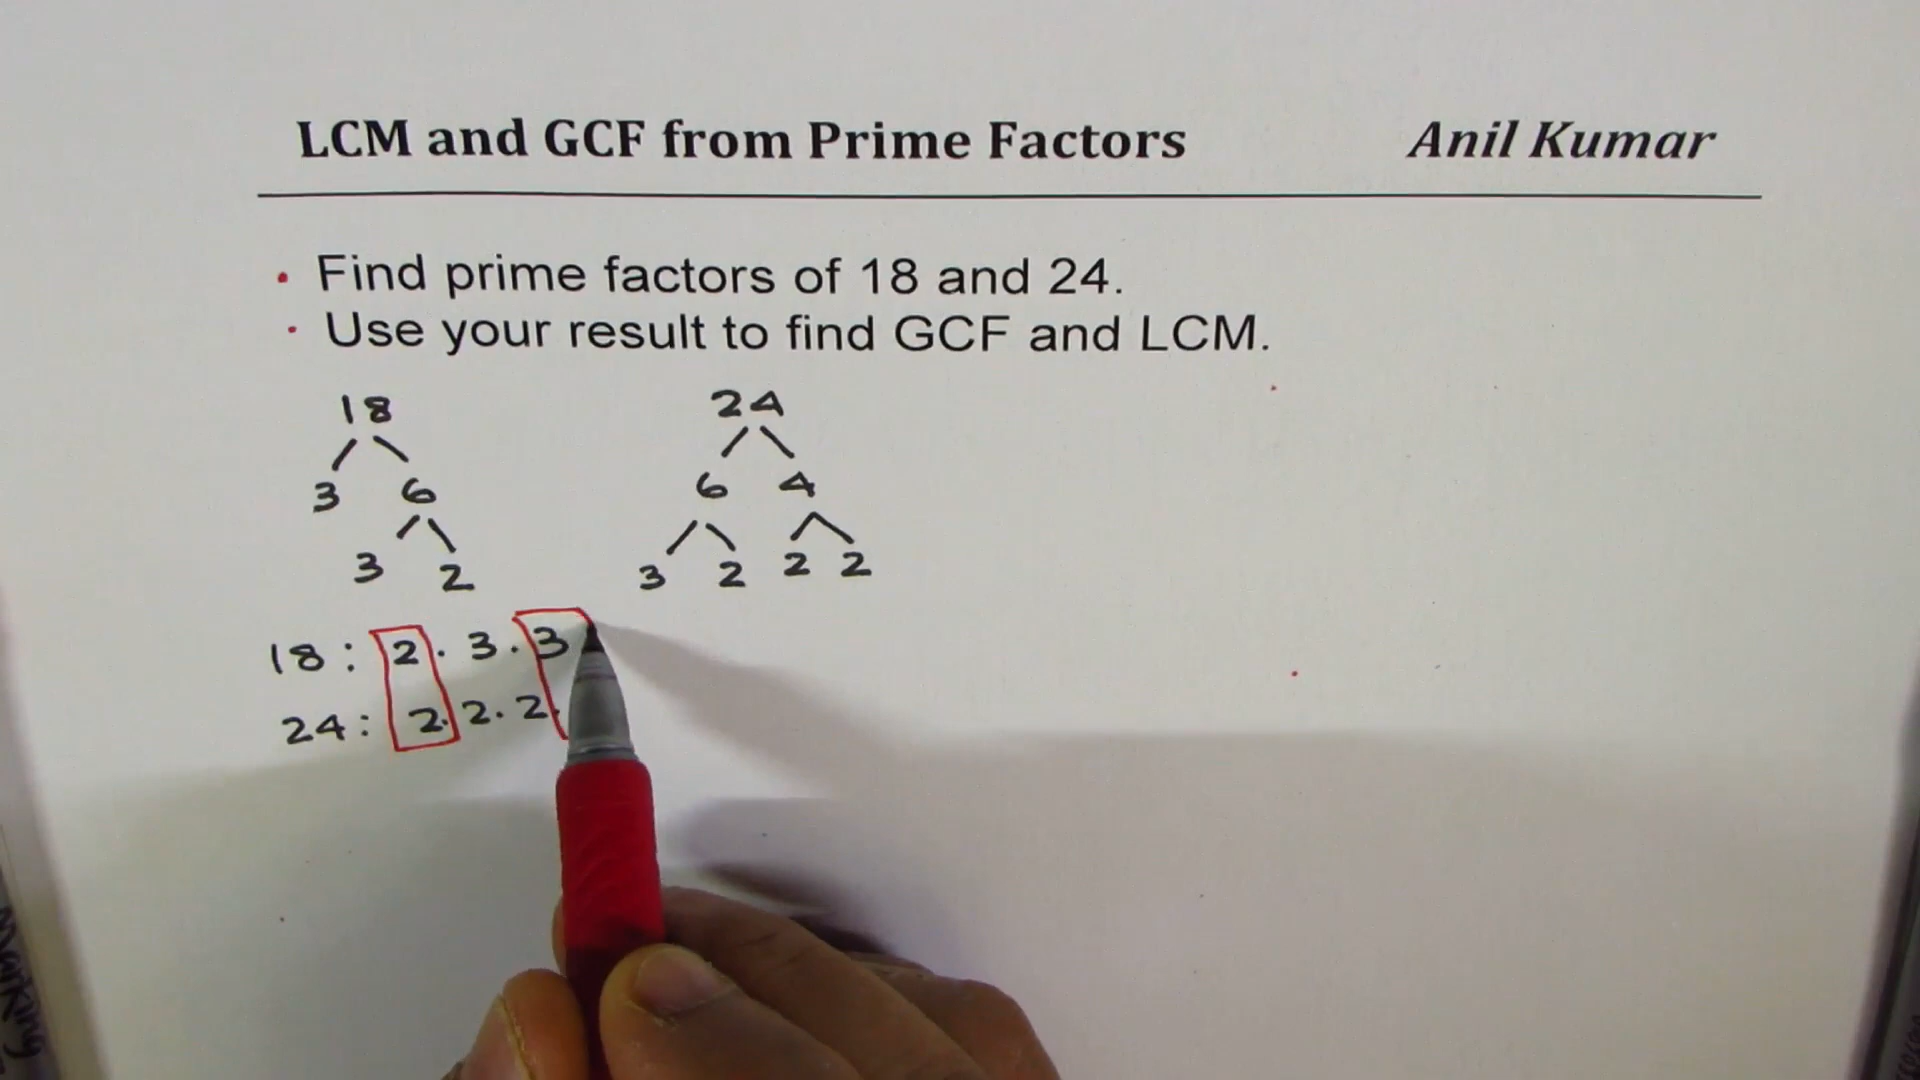 LCM and GCF from Prime Factors Anil Kumar
• Find prime factors of 18 and 24.
• Use your result to find GCF and LCM.
18 24
3 6 6 4
3 2 3 2 2 2
18 : 2 . 3 . 3
24 : 2 . 2 . 2 .
Marking